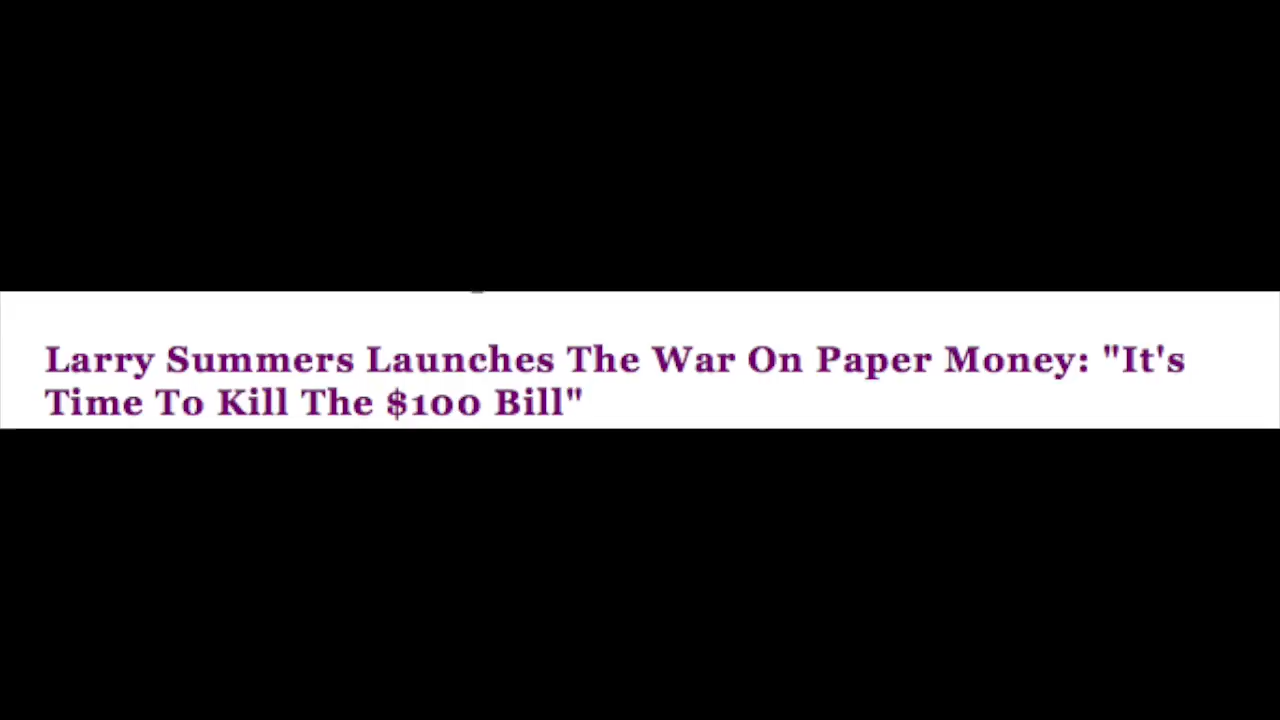 Larry Summers Launches The War On Paper Money: "It's
Time To Kill The $100 Bill"